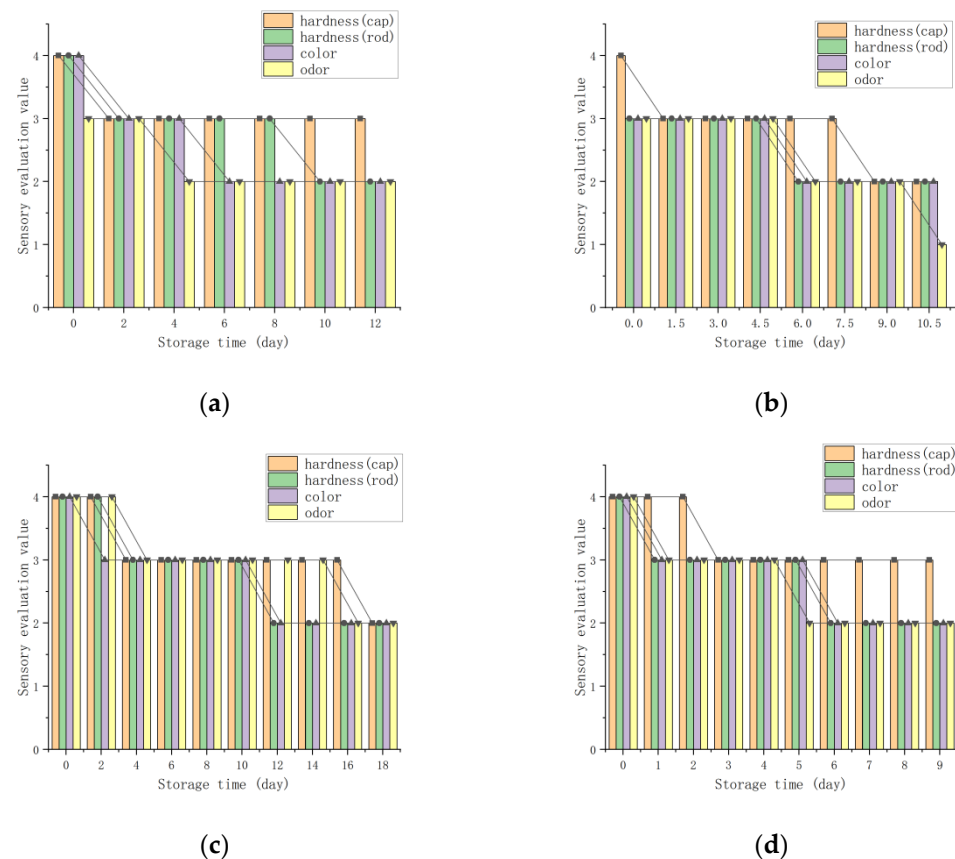 hardness(cap)
hardness(rod)
color
odor
Sensory evaluation value
4
3
2
1
0
0 2 4 6 8 10 12
Storage time (day)
(a)
hardness(cap)
hardness(rod)
color
odor
Sensory evaluation value
4
3
2
1
0
0.0 1.5 3.0 4.5 6.0 7.5 9.0 10.5
Storage time (day)
(b)
hardness(cap)
hardness(rod)
color
odor
Sensory evaluation value
4
3
2
1
0
0 2 4 6 8 10 12 14 16 18
Storage time (day)
(c)
hardness(cap)
hardness(rod)
color
odor
Sensory evaluation value
4
3
2
1
0
0 1 2 3 4 5 6 7 8 9
Storage time (day)
(d)